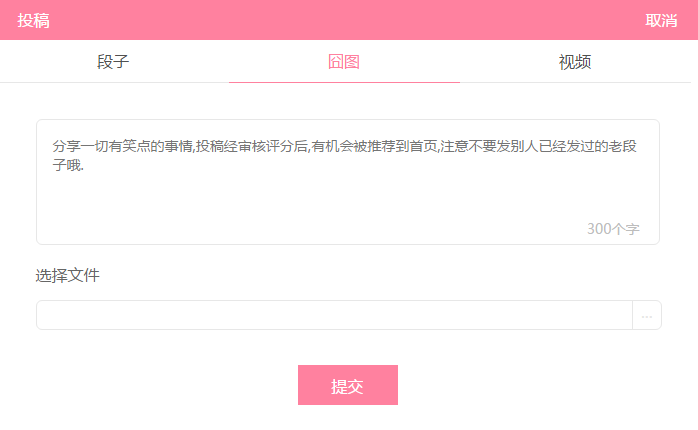 投稿 取消
段子 囧图 视频
分享一切有笑点的事情,投稿经审核评分后,有机会被推荐到首页,注意不要发别人已经发过的老段
子哦.
300个字
选择文件
...
提交